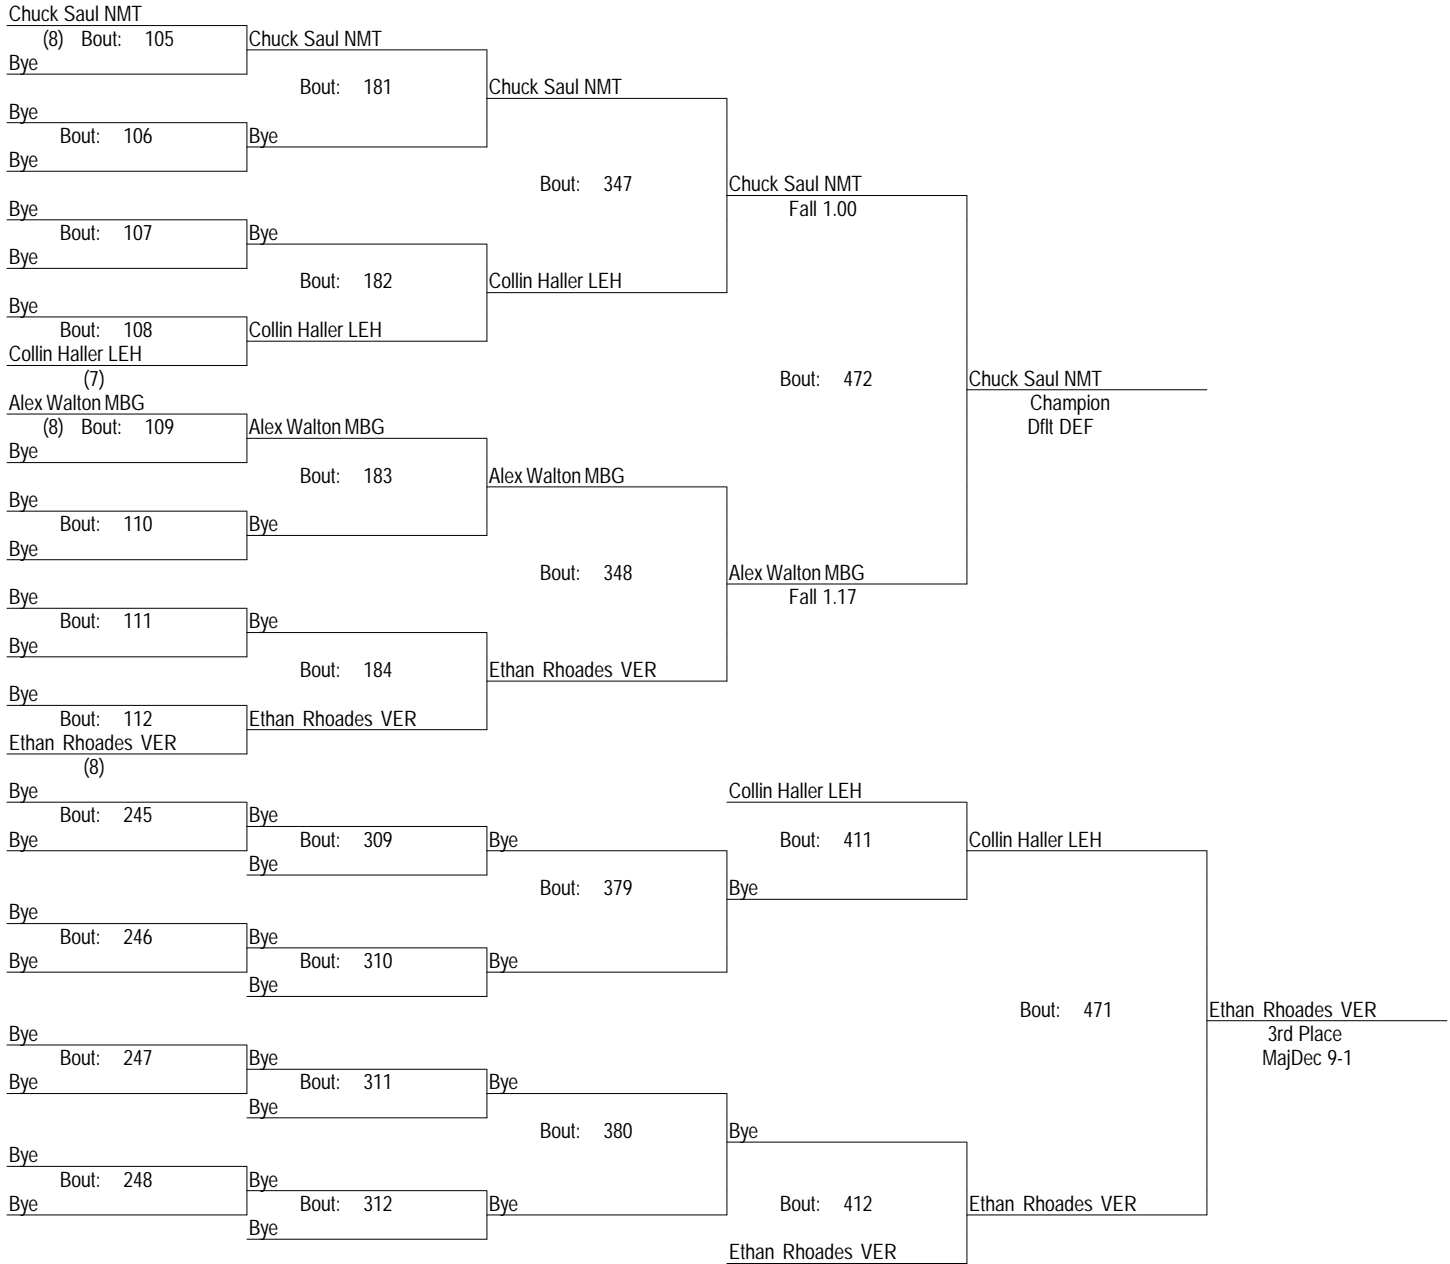 Chuck Saul NMT
(8) Bout: 105 Chuck Saul NMT
Bye
Bout: 181 Chuck Saul NMT
Bye
Bout: 106 Bye
Bye
Bout: 347 Chuck Saul NMT
Fall 1.00
Bye
Bout: 107 Bye
Bye
Bout: 182 Collin Haller LEH
Bye
Bout: 108 Collin Haller LEH
Collin Haller LEH
(7)
Bout: 472 Chuck Saul NMT
Champion
Dflt DEF
Alex Walton MBG
(8) Bout: 109 Alex Walton MBG
Bye
Bout: 183 Alex Walton MBG
Bye
Bout: 110 Bye
Bye
Bout: 348 Alex Walton MBG
Fall 1.17
Bye
Bout: 111 Bye
Bye
Bout: 184 Ethan Rhoades VER
Bye
Bout: 112 Ethan Rhoades VER
Ethan Rhoades VER
(8)
Bye
Collin Haller LEH
Bout: 245 Bye
Bye
Bout: 309 Bye
Bout: 411 Collin Haller LEH
Bye
Bout: 379 Bye
Bye
Bout: 246 Bye
Bye
Bout: 310 Bye
Bye
Bout: 471 Ethan Rhoades VER
3rd Place
MajDec 9-1
Bye
Bout: 247 Bye
Bye
Bout: 311 Bye
Bye
Bout: 380 Bye
Bye
Bout: 248 Bye
Bye
Bout: 312 Bye
Bout: 412 Ethan Rhoades VER
Bye
Ethan Rhoades VER